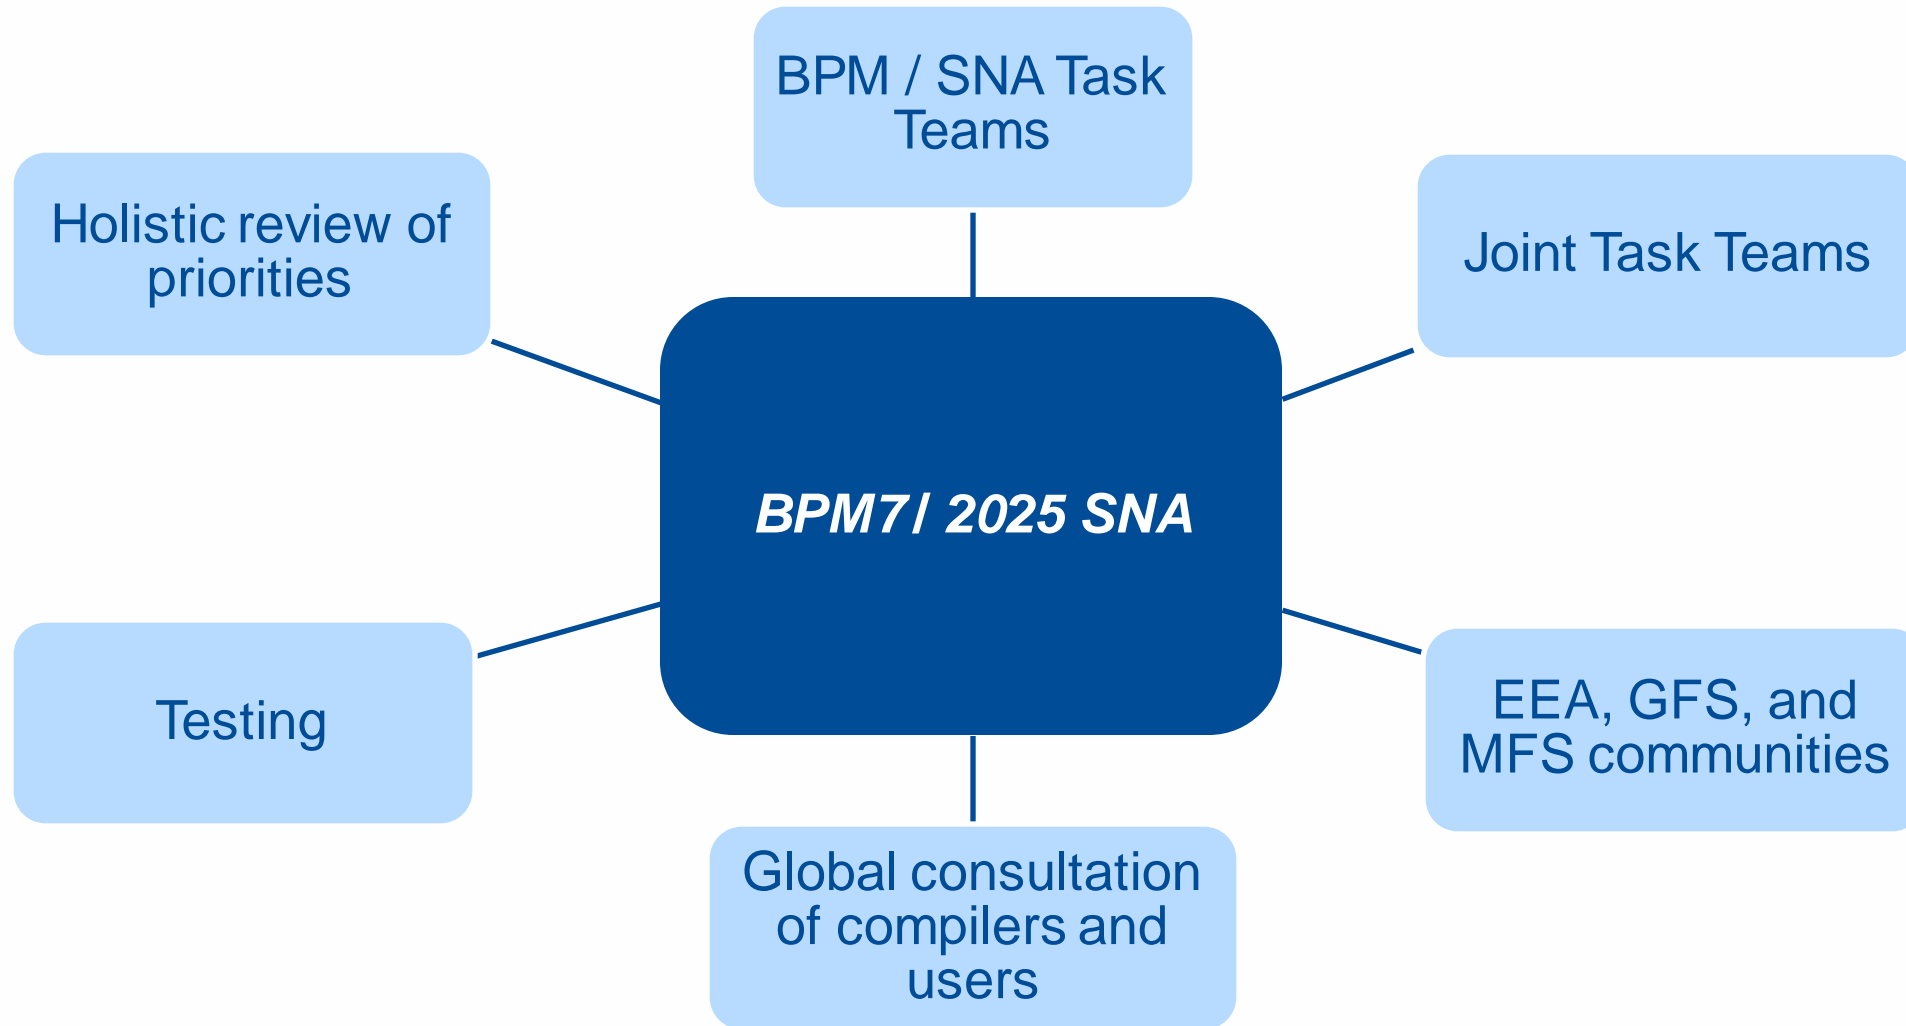 BPM / SNA Task
Teams
Holistic review of
priorities
Joint Task Teams
BPM7/ 2025 SNA
Testing
EEA, GFS, and
MFS communities
Global consultation
of compilers and
users